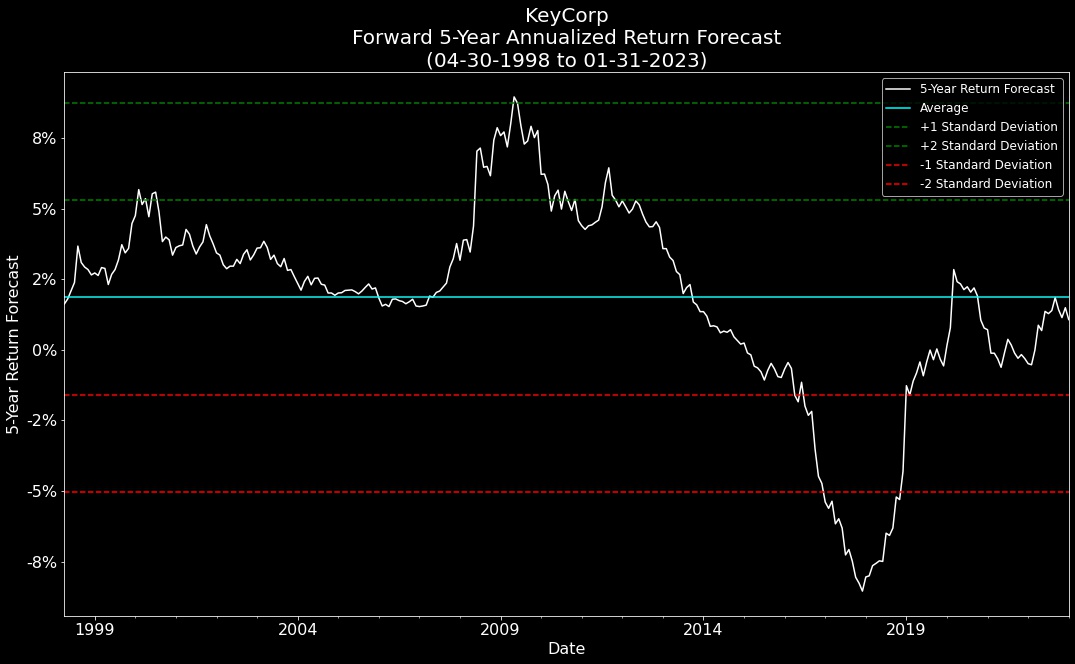 KeyCorp
Forward 5-Year Annualized Return Forecast
(04-30-1998 to 01-31-2023)
5-Year Return Forecast
Average
+1 Standard Deviation
+2 Standard Deviation
-1 Standard Deviation
-2 Standard Deviation
8%
5%
2%
0%
-2%
-5%
-8%
5-Year Return Forecast
1999
2004
2009
2014
2019
Date